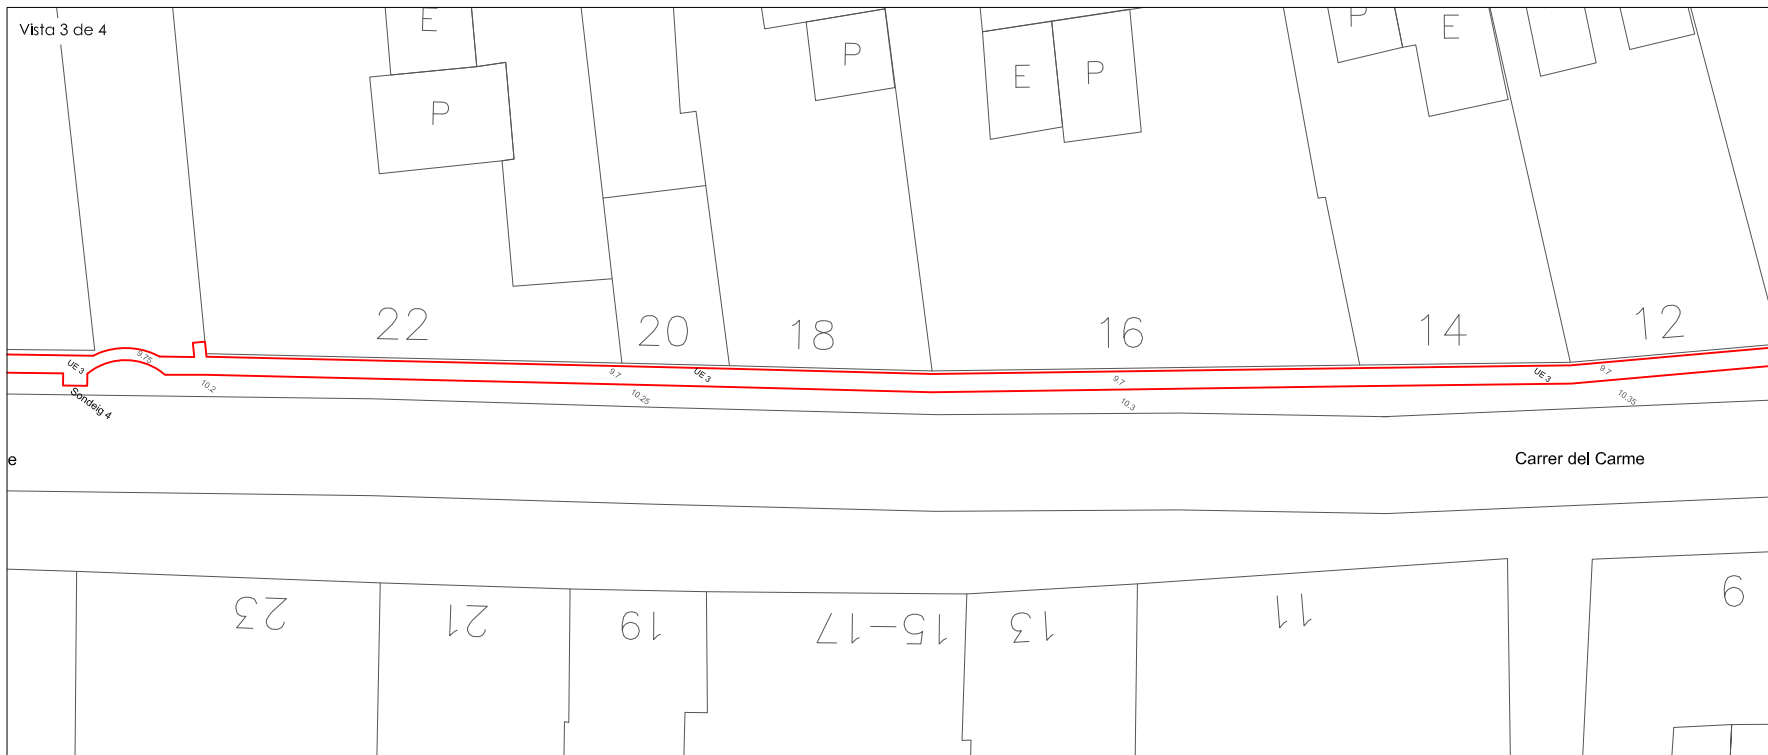 Vista 3 de 4
E
P
P
E
P
P
E
22
20
18
16
14
12
UE 3
9.75
10.2
Sondeig 4
9.7
10.25
UE 3
9.7
10.3
UE 3
9.7
10.35
e
Carrer del Carme
23
21
19
15-17
13
11
9